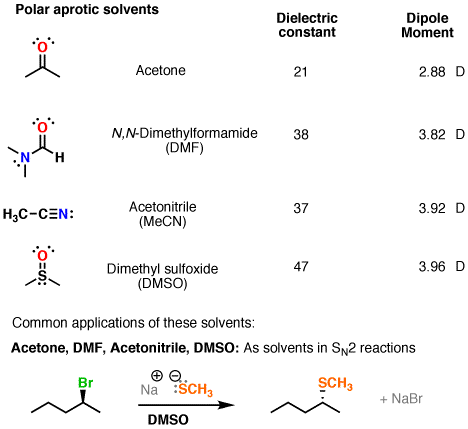 Polar aprotic solvents
Dielectric constant
Dipole Moment
O
Acetone
21
2.88 D
O
N
H
N,N-Dimethylformamide
(DMF)
38
3.82 D
H₃C–C≡N:
Acetonitrile
(MeCN)
37
3.92 D
O
S
Dimethyl sulfoxide
(DMSO)
47
3.96 D
Common applications of these solvents:
Acetone, DMF, Acetonitrile, DMSO: As solvents in SN2 reactions
Br
Na ⊕ ⊖ SCH₃
DMSO
SCH₃
+ NaBr